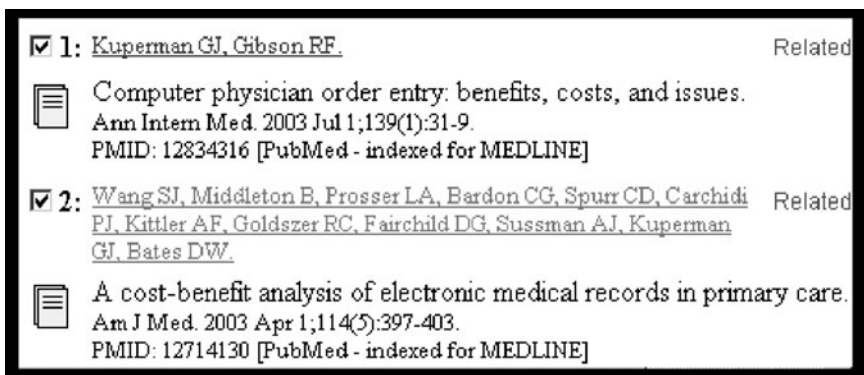 1: Kuperman GJ, Gibson RF. Related
Computer physician order entry: benefits, costs, and issues.
Ann Intern Med. 2003 Jul 1;139(1):31-9.
PMID: 12834316 [PubMed - indexed for MEDLINE]
2: Wang SJ, Middleton B, Prosser LA, Bardon CG, Spurr CD, Carchidi Related
PJ, Kittler AF, Goldszer RC, Fairchild DG, Sussman AJ, Kuperman
GJ, Bates DW.
A cost-benefit analysis of electronic medical records in primary care.
Am J Med. 2003 Apr 1;114(5):397-403.
PMID: 12714130 [PubMed - indexed for MEDLINE]